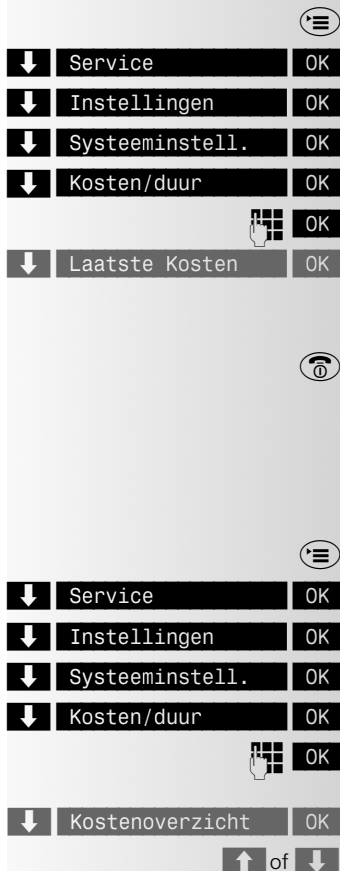 Service OK
Instellingen OK
Systeeminstell. OK
Kosten/duur OK
OK
Laatste Kosten OK
Service OK
Instellingen OK
Systeeminstell. OK
Kosten/duur OK
OK
Kostenoverzicht OK
of